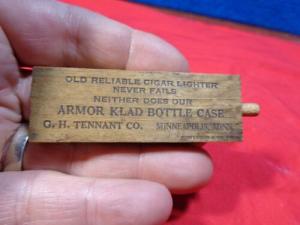 OLD RELIABLE CIGAR LIGHTER
NEVER FAILS
NEITHER DOES OUR
ARMOR KLAD BOTTLE CASE
G. H. TENNANT CO. MINNEAPOLIS, MINN.